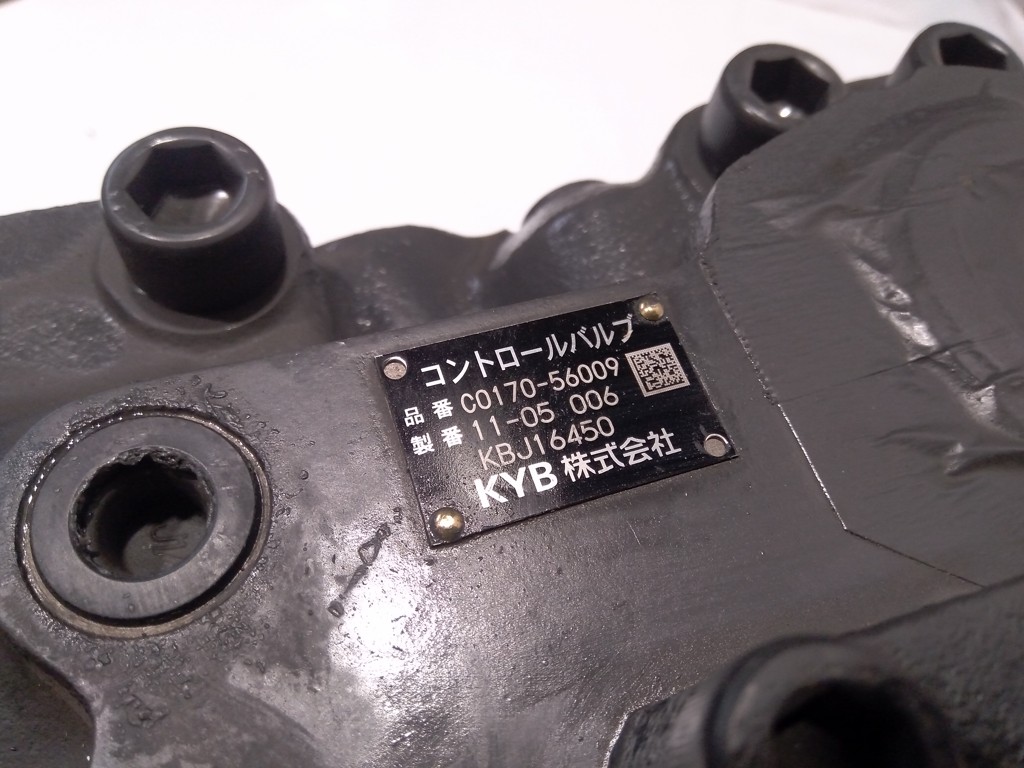 コントロールバルブ
品番 C0170-56009
製番 11-05 006
KBJ16450
KYB 株式会社